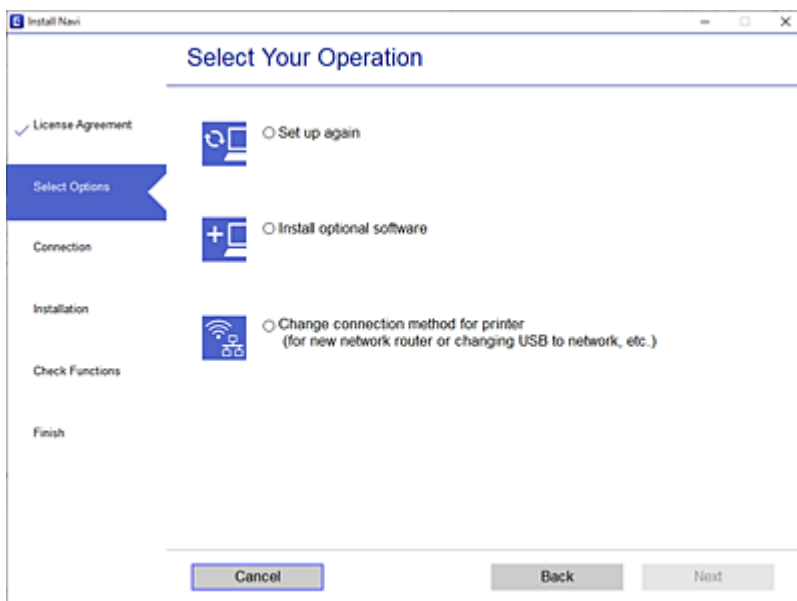 Install Navi
Select Your Operation
License Agreement
Select Options
Connection
Installation
Check Functions
Finish
Set up again
Install optional software
Change connection method for printer
(for new network router or changing USB to network, etc.)
Cancel
Back
Next